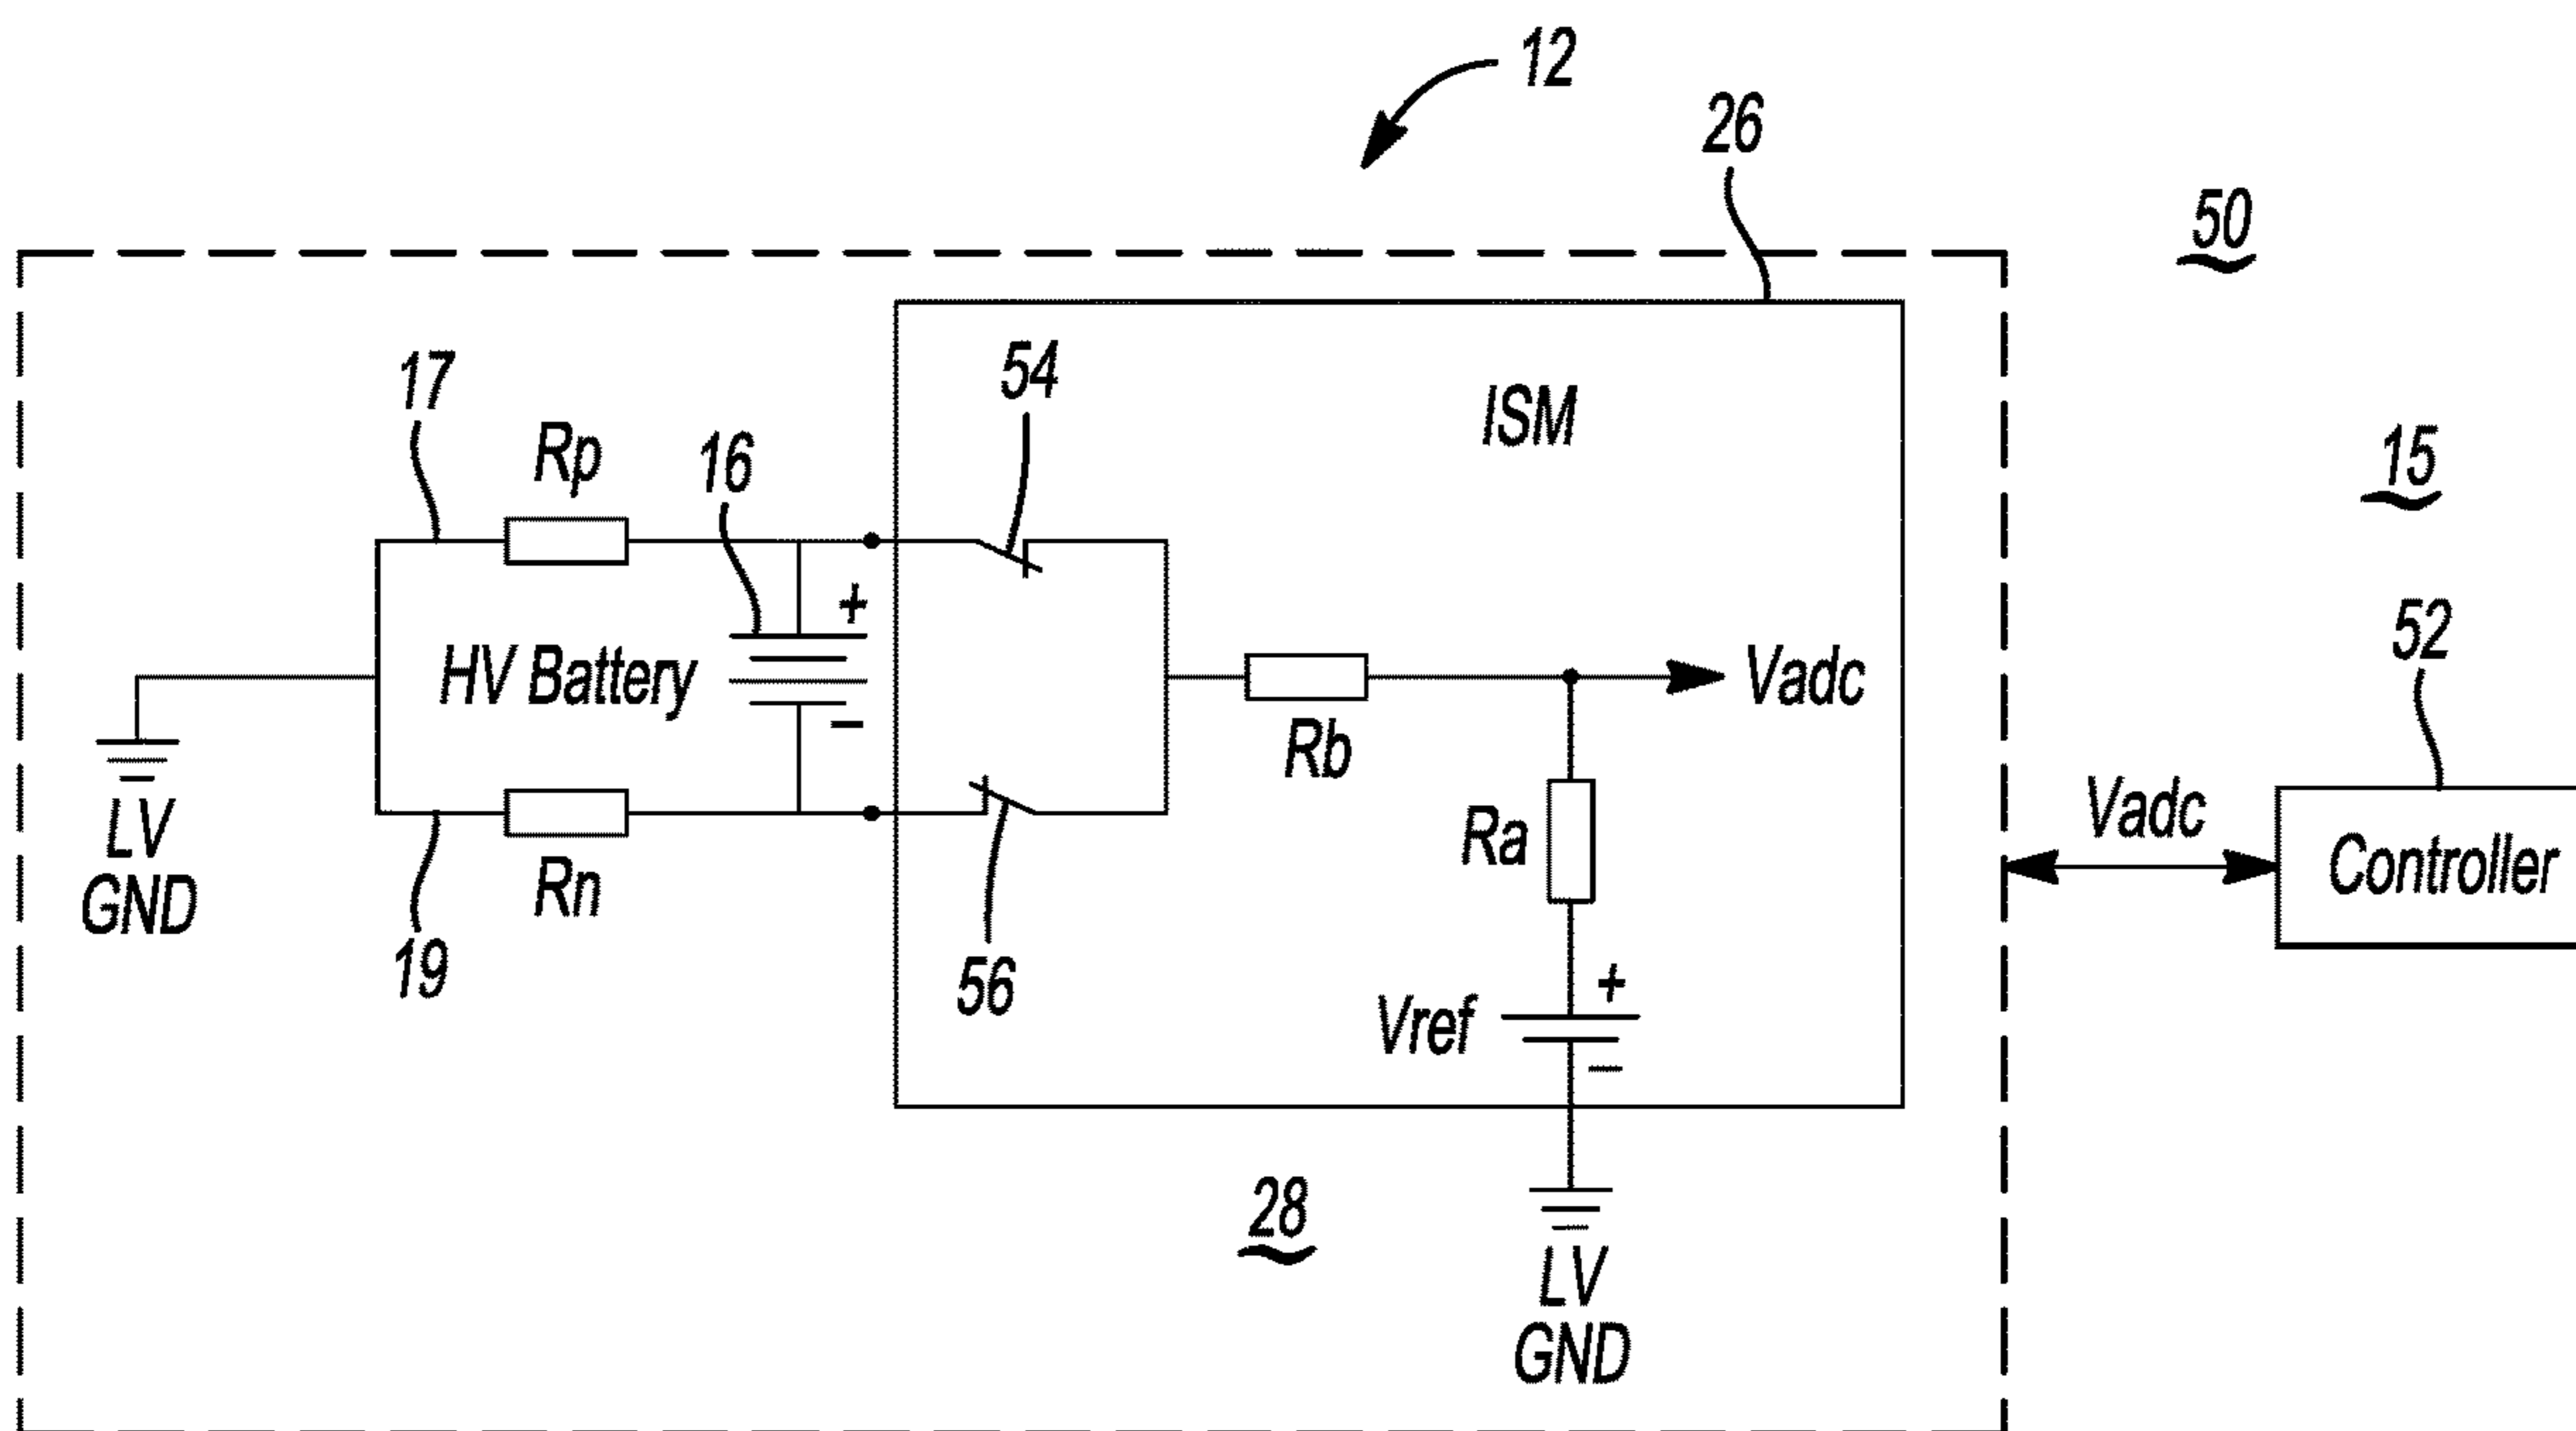 12
26
50
54
17
ISM
Rp
16
15
+
52
HV Battery
Vadc
−
Rb
Vadc
LV
GND
Ra
Controller
Rn
19
56
+
Vref
−
28
LV
GND